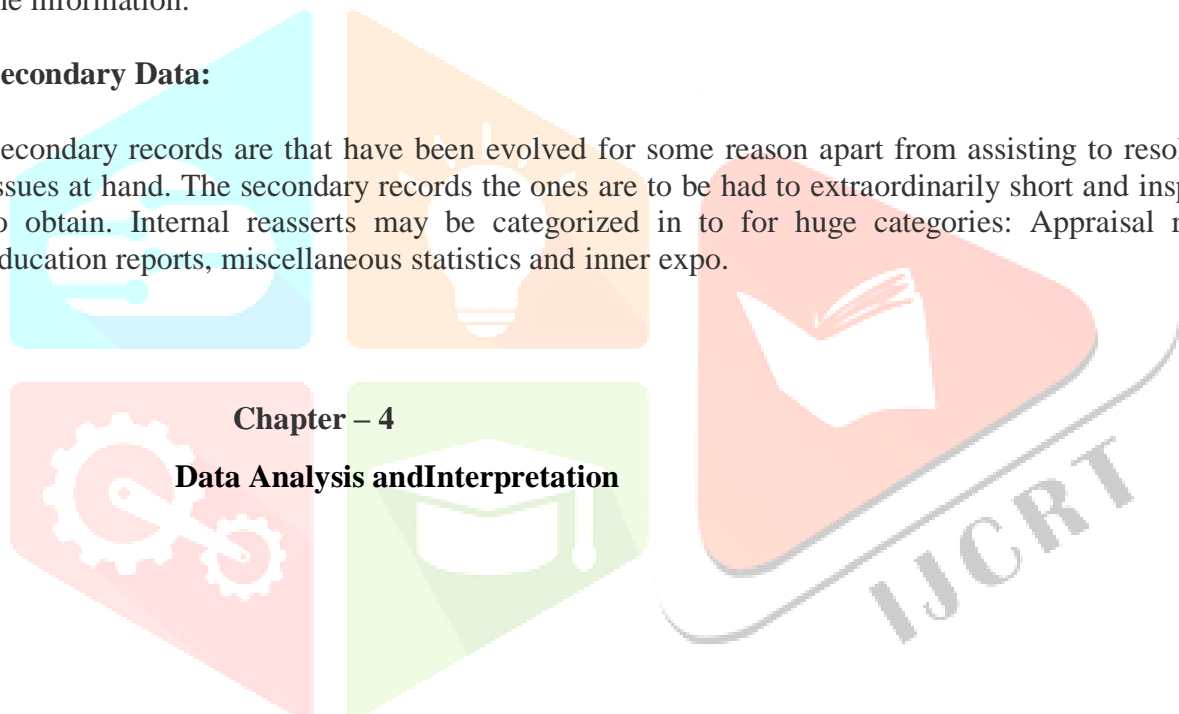 he information.
econdary Data:
econdary records are that have been evolved for some reason apart from assisting to resol
ssues at hand. The secondary records the ones are to be had to extraordinarily short and insp
o obtain. Internal reasserts may be categorized in to for huge categories: Appraisal
ducation reports, miscellaneous statistics and inner expo.
Chapter – 4
Data Analysis andInterpretation
IJCRT